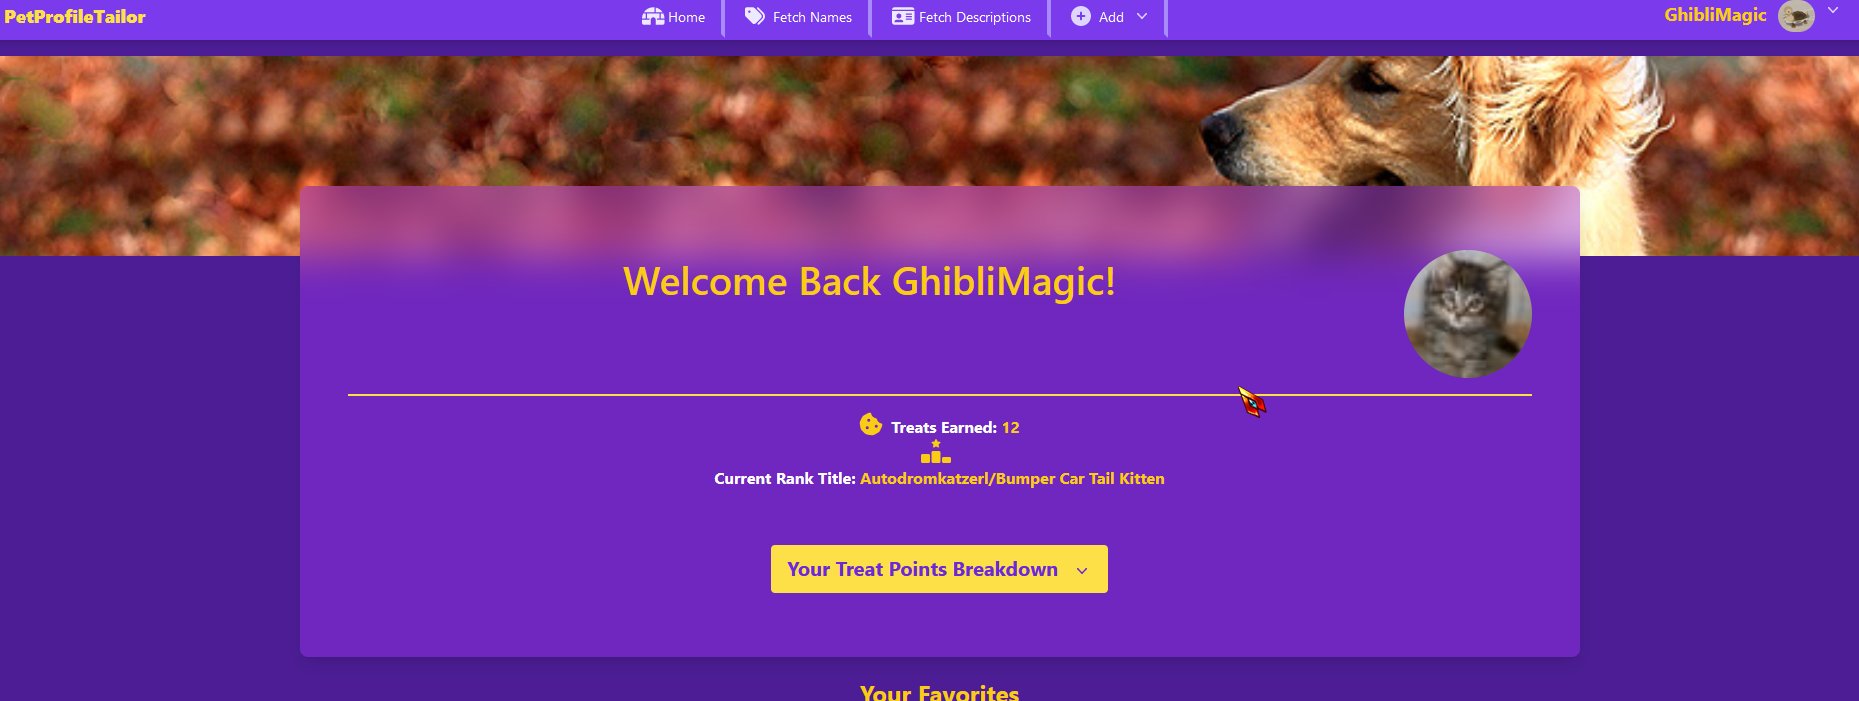 PetProfileTailor
Home
Fetch Names
Fetch Descriptions
Add
GhibliMagic
Welcome Back GhibliMagic!
Treats Earned: 12
Current Rank Title: Autodromkatzerl/Bumper Car Tail Kitten
Your Treat Points Breakdown
Your Favorites